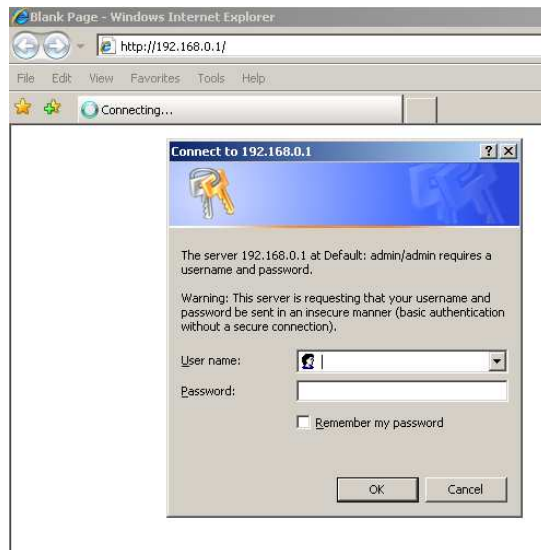 Blank Page - Windows Internet Explorer
http://192.168.0.1/
File Edit View Favorites Tools Help
Connecting...
Connect to 192.168.0.1
The server 192.168.0.1 at Default: admin/admin requires a
username and password.
Warning: This server is requesting that your username and
password be sent in an insecure manner (basic authentication
without a secure connection).
User name:
Password:
Remember my password
OK Cancel